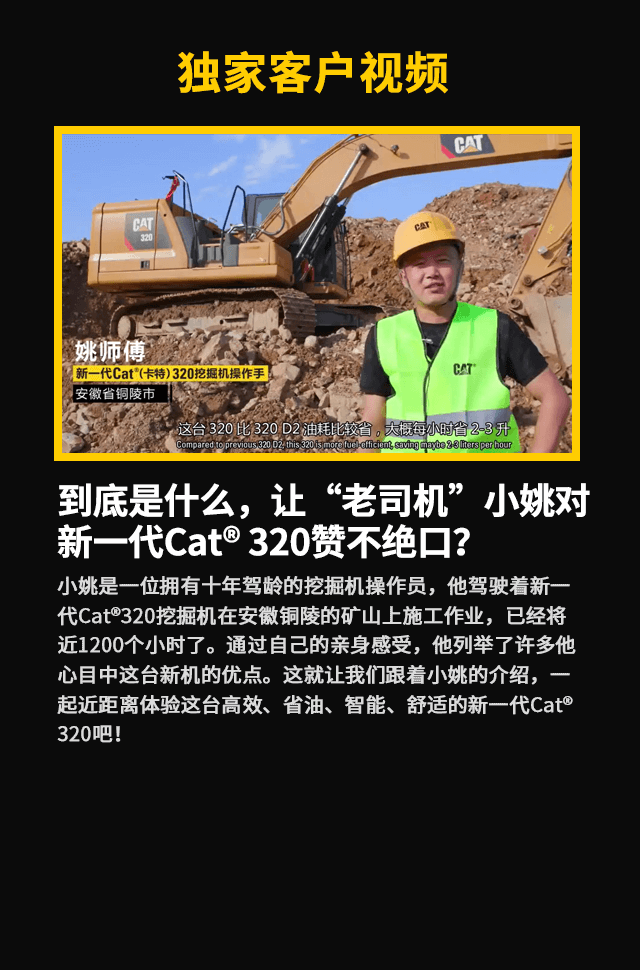 独家客户视频
CAT
CAT
320
CAT
CAT
姚师傅
新一代Cat®(卡特)320挖掘机操作手
安徽省铜陵市
这台 320 比 320 D2 油耗比较省，大概每小时省 2-3 升
Compared to previous 320 D2, this 320 is more fuel-efficient, saving maybe 2-3 liters per hour
到底是什么，让“老司机”小姚对
新一代Cat® 320赞不绝口？
小姚是一位拥有十年驾龄的挖掘机操作员，他驾驶着新一
代Cat®320挖掘机在安徽铜陵的矿山上施工作业，已经将
近1200个小时了。通过自己的亲身感受，他列举了许多他
心目中这台新机的优点。这就让我们跟着小姚的介绍，一
起近距离体验这台高效、省油、智能、舒适的新一代Cat®
320吧！